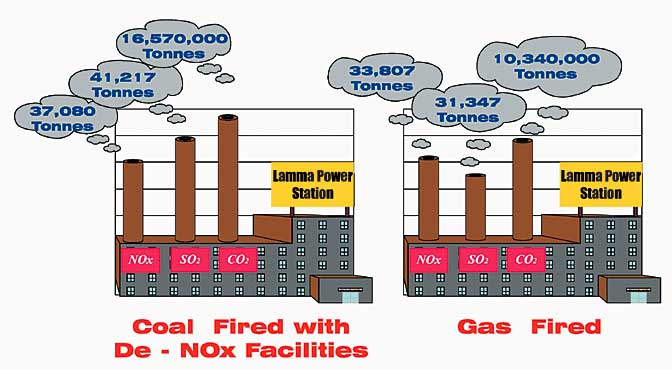 16,570,000
Tonnes
41,217
Tonnes
37,080
Tonnes
Lamma Power
Station
NOx
SO2
CO2
Coal Fired with
De - NOx Facilities
33,807
Tonnes
31,347
Tonnes
10,340,000
Tonnes
Lamma Power
Station
NOx
SO2
CO2
Gas Fired